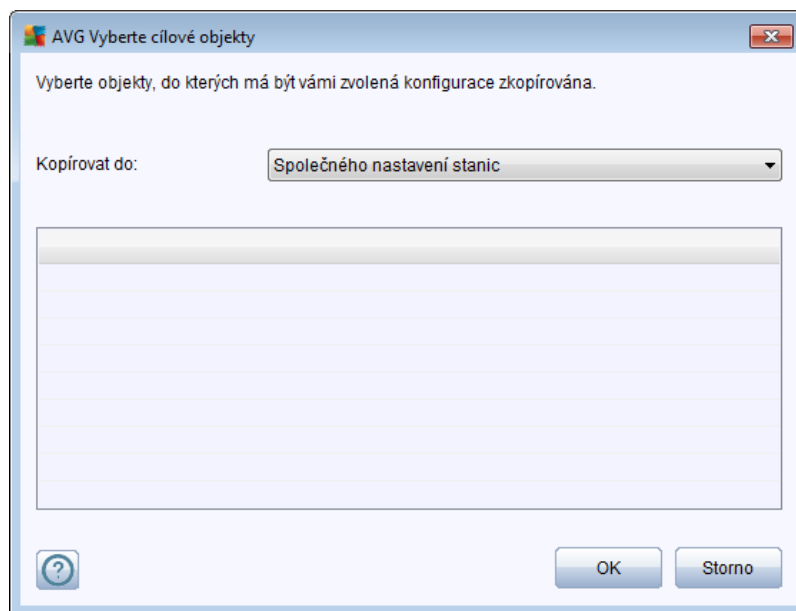 AVG Vyberte cílové objekty
Vyberte objekty, do kterých má být vámi zvolená konfigurace zkopírována.
Kopírovat do:
Společného nastavení stanic
?
OK
Storno